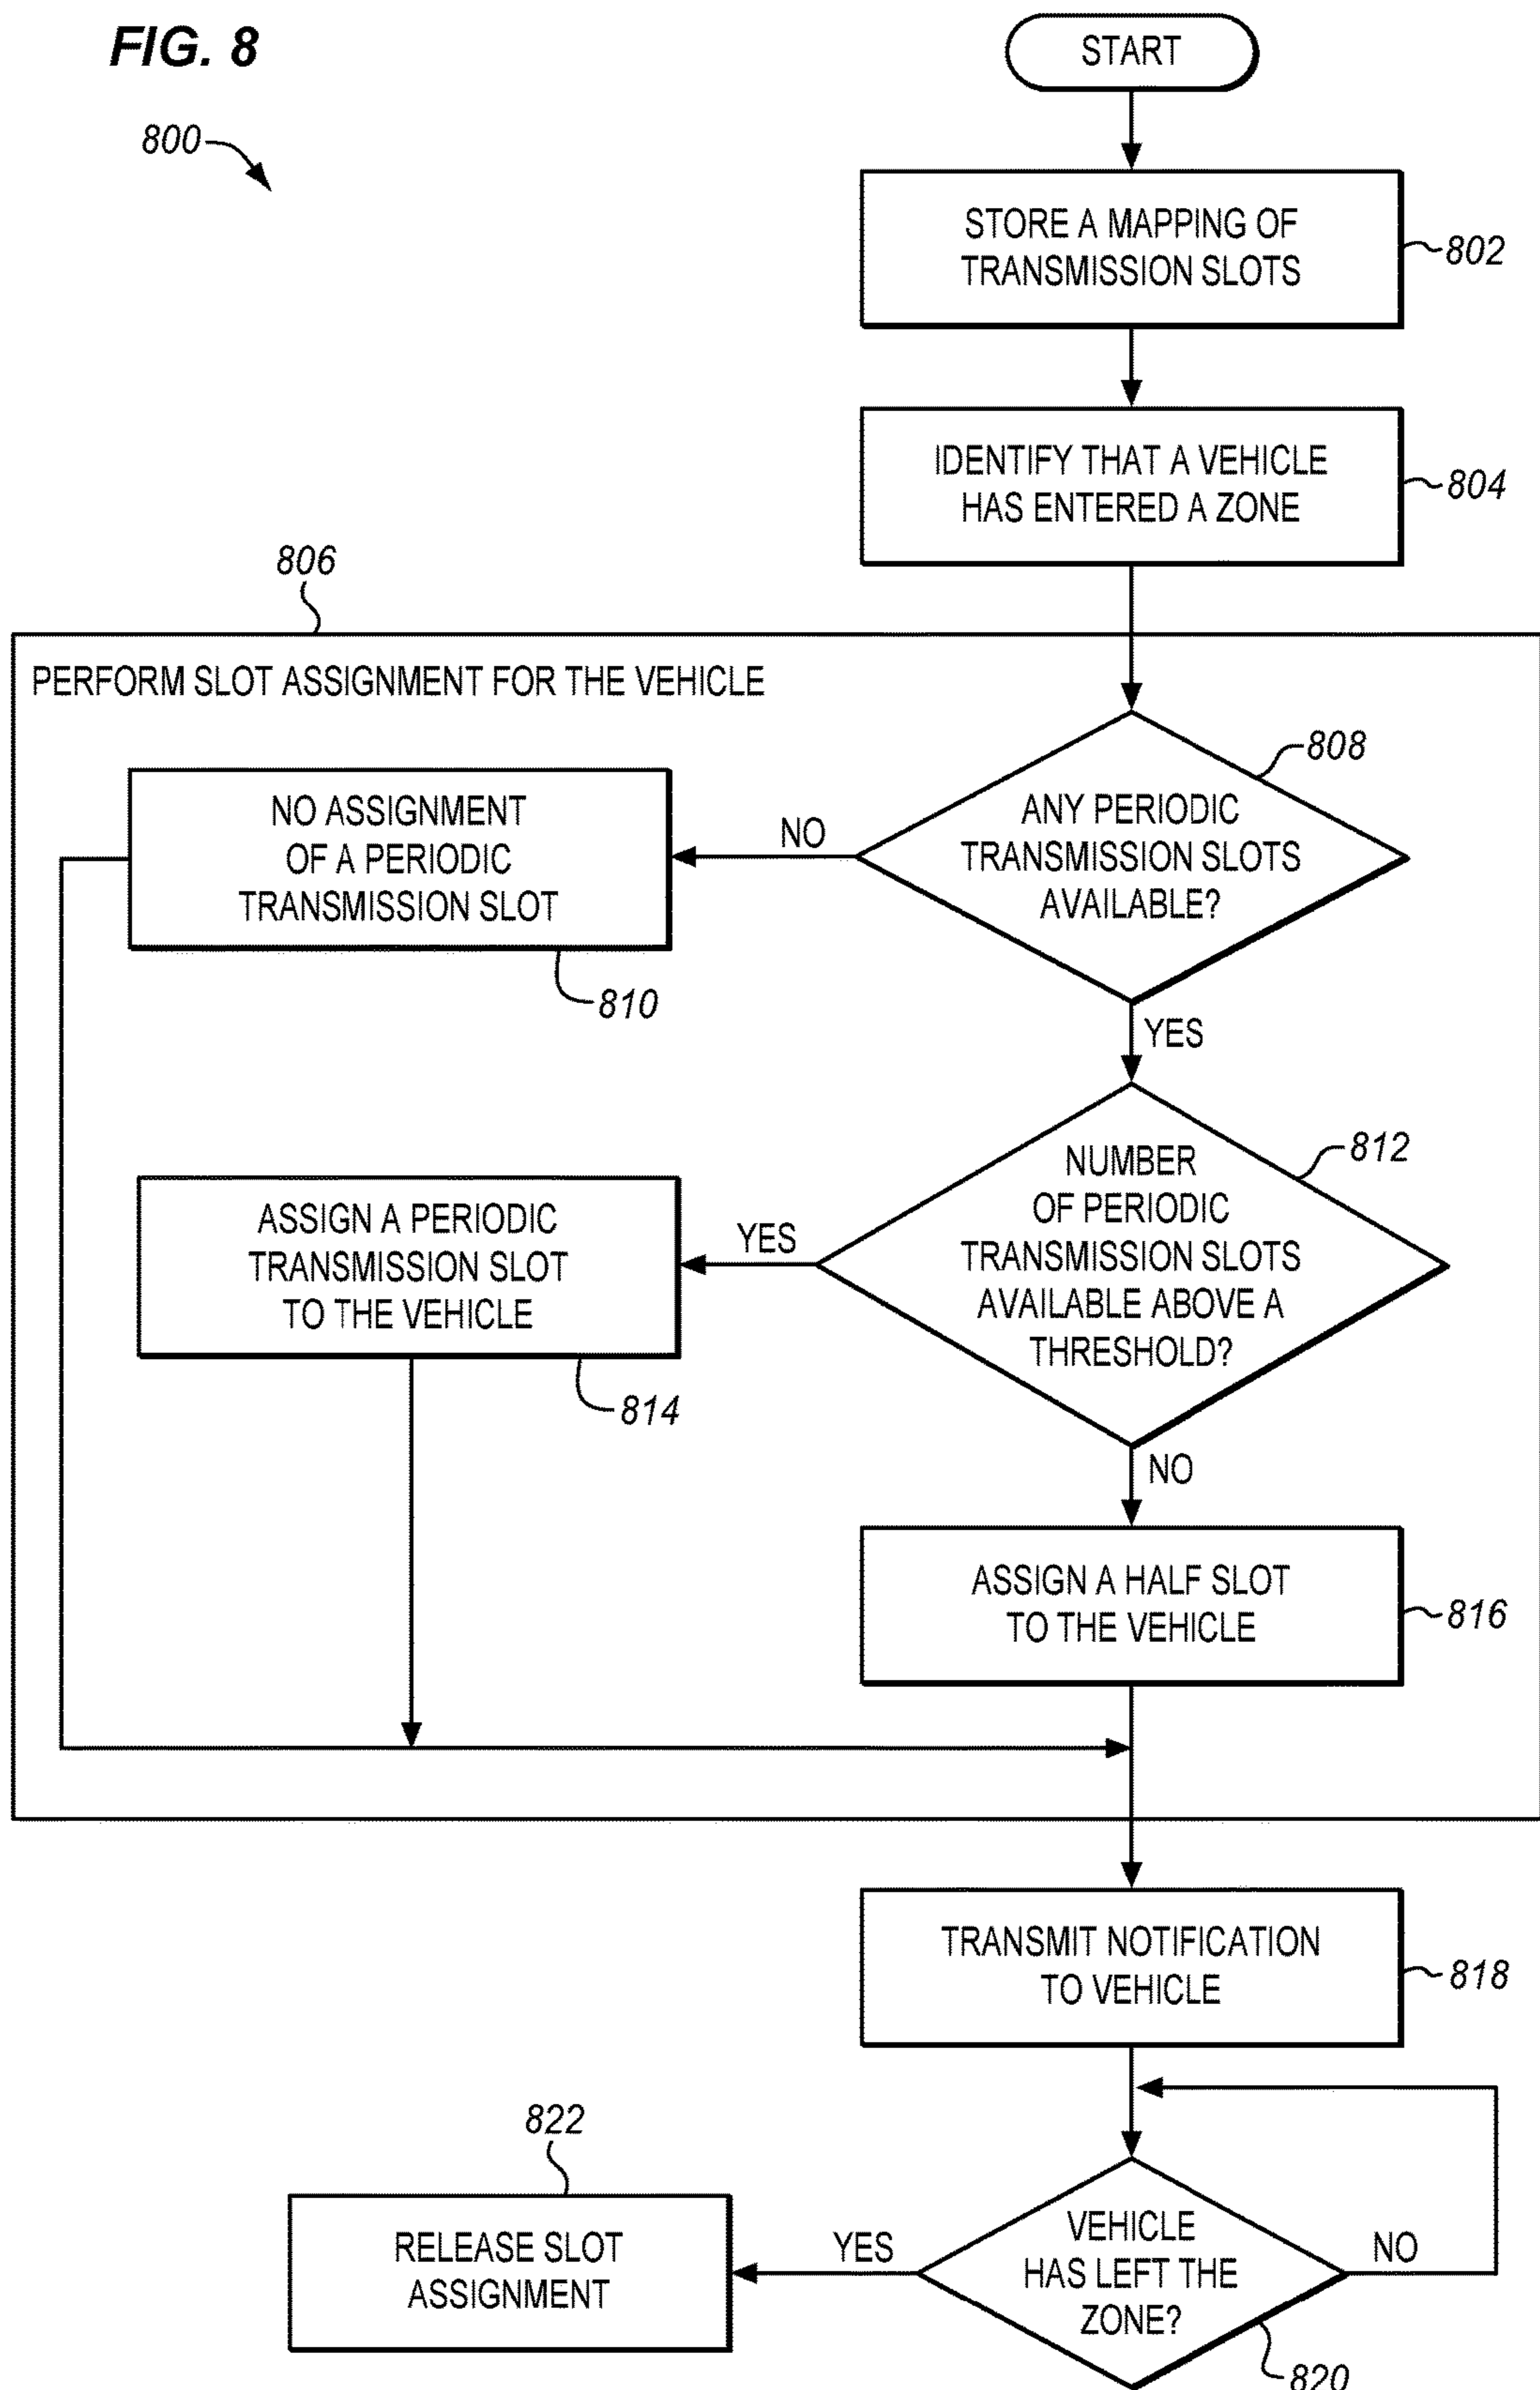 FIG. 8
800
START
STORE A MAPPING OF
TRANSMISSION SLOTS
802
IDENTIFY THAT A VEHICLE
HAS ENTERED A ZONE
804
806
PERFORM SLOT ASSIGNMENT FOR THE VEHICLE
808
ANY PERIODIC
TRANSMISSION SLOTS
AVAILABLE?
NO
NO ASSIGNMENT
OF A PERIODIC
TRANSMISSION SLOT
810
YES
812
NUMBER
OF PERIODIC
TRANSMISSION SLOTS
AVAILABLE ABOVE A
THRESHOLD?
YES
ASSIGN A PERIODIC
TRANSMISSION SLOT
TO THE VEHICLE
814
NO
ASSIGN A HALF SLOT
TO THE VEHICLE
816
TRANSMIT NOTIFICATION
TO VEHICLE
818
822
RELEASE SLOT
ASSIGNMENT
YES
VEHICLE
HAS LEFT THE
ZONE?
NO
820